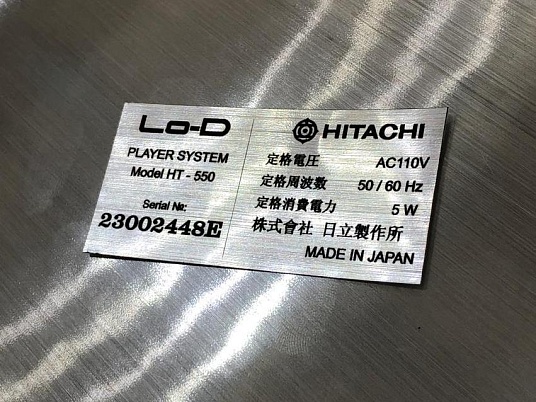 Lo-D
PLAYER SYSTEM
Model HT - 550
Serial №:
23002448E
HITACHI
定格電圧 AC110V
定格周波数 50 / 60 Hz
定格消費電力 5 W
株式會社 日立製作所
MADE IN JAPAN